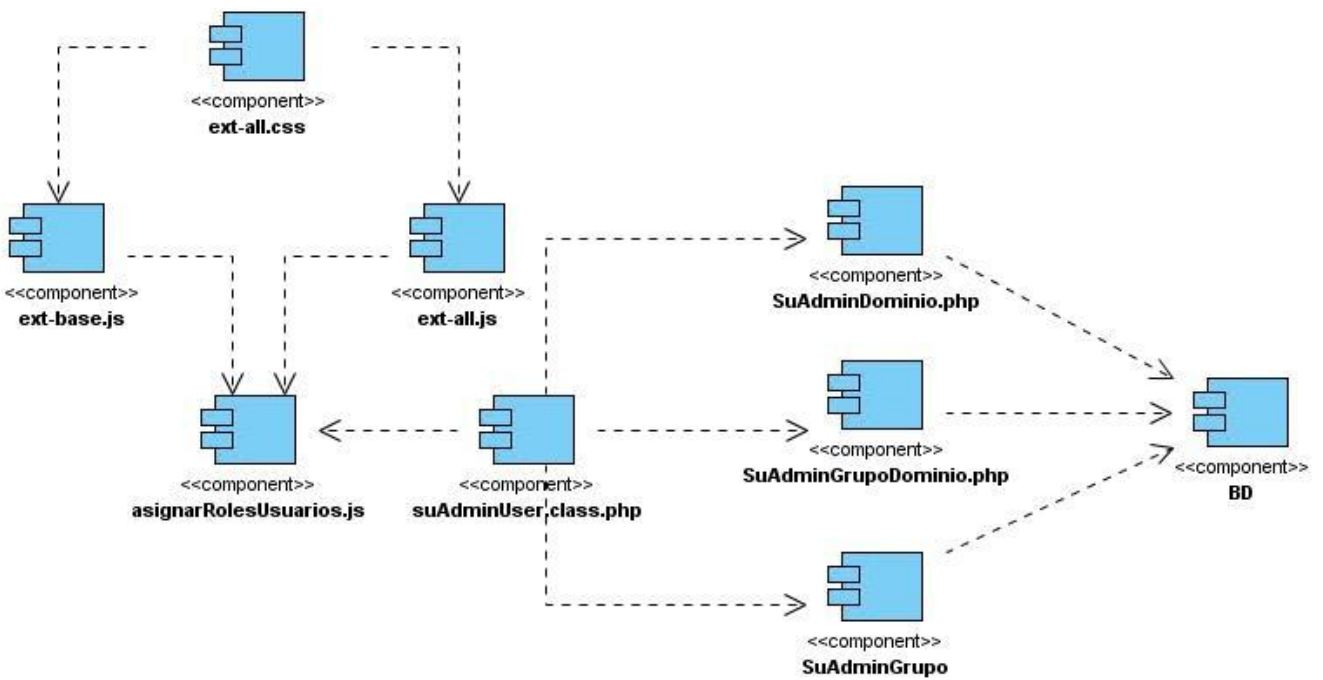 <<component>>
ext-all.css
<<component>>
ext-base.js
<<component>>
ext-all.js
<<component>>
SuAdminDominio.php
<<component>>
asignarRolesUsuarios.js
<<component>>
suAdminUser.class.php
<<component>>
SuAdminGrupoDominio.php
<<component>>
BD
<<component>>
SuAdminGrupo